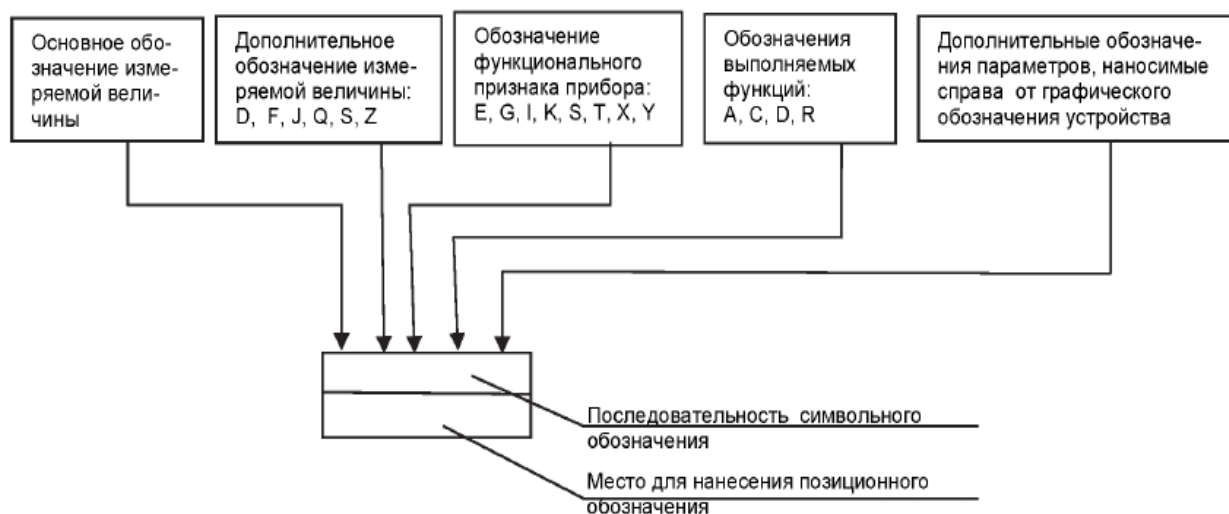 Основное обо-
значение изме-
ряемой вели-
чины
Дополнительное
обозначение изме-
ряемой величины:
D, F, J, Q, S, Z
Обозначение
функционального
признака прибора:
E, G, I, K, S, T, X, Y
Обозначения
выполняемых
функций:
A, C, D, R
Дополнительные обозначе-
ния параметров, наносимые
справа от графического
обозначения устройства
Последовательность символьного
обозначения
Место для нанесения позиционного
обозначения